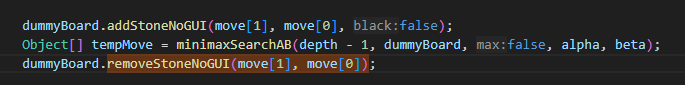 dummyBoard.addStoneNoGUI(move[1], move[0], black:false);
Object[] tempMove = minimaxSearchAB(depth - 1, dummyBoard, max:false, alpha, beta);
dummyBoard.removeStoneNoGUI(move[1], move[0]);